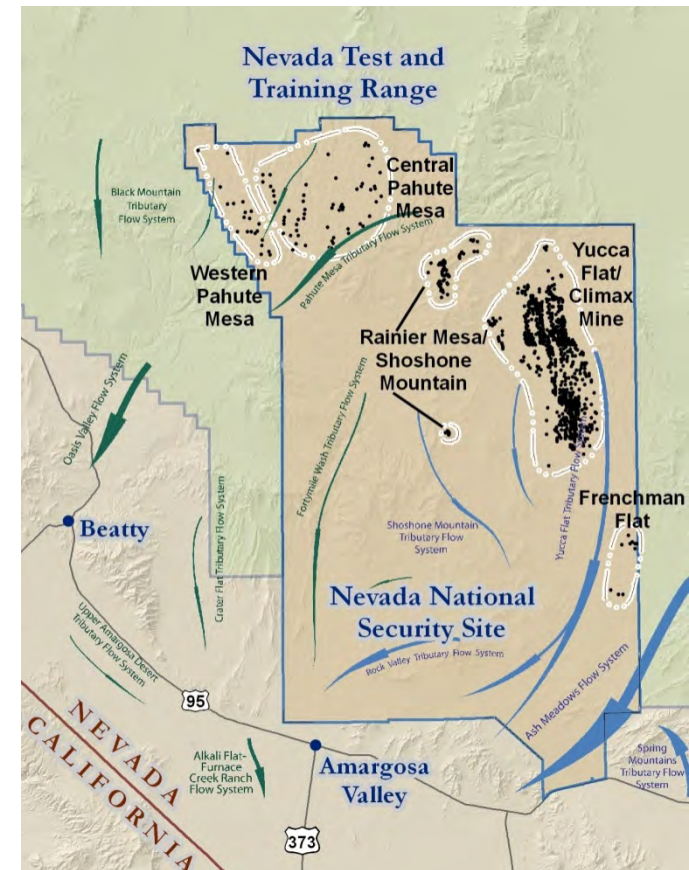 Nevada Test and
Training Range
Central
Pahute
Mesa
Black Mountain
Tributary
Flow System
Pahute Mesa Tributary Flow System
Western
Pahute
Mesa
Yucca
Flat/
Climax
Mine
Rainier Mesa/
Shoshone
Mountain
Oasis Valley Flow System
Fortymile Wash Tributary Flow System
Yucca Flat Tributary Flow
Frenchman
Flat
Beatty
Shoshone Mountain
Tributary Flow
System
Crater Flat Tributary Flow System
Nevada National
Security Site
Upper Amargosa Desert
Tributary Flow System
Rock Valley Tributary Flow System
Ash Meadows Flow System
95
NEVADA
CALIFORNIA
Alkali Flat-
Furnace
Creek Ranch
Flow System
Amargosa
Valley
Spring
Mountains
Tributary Flow
System
373